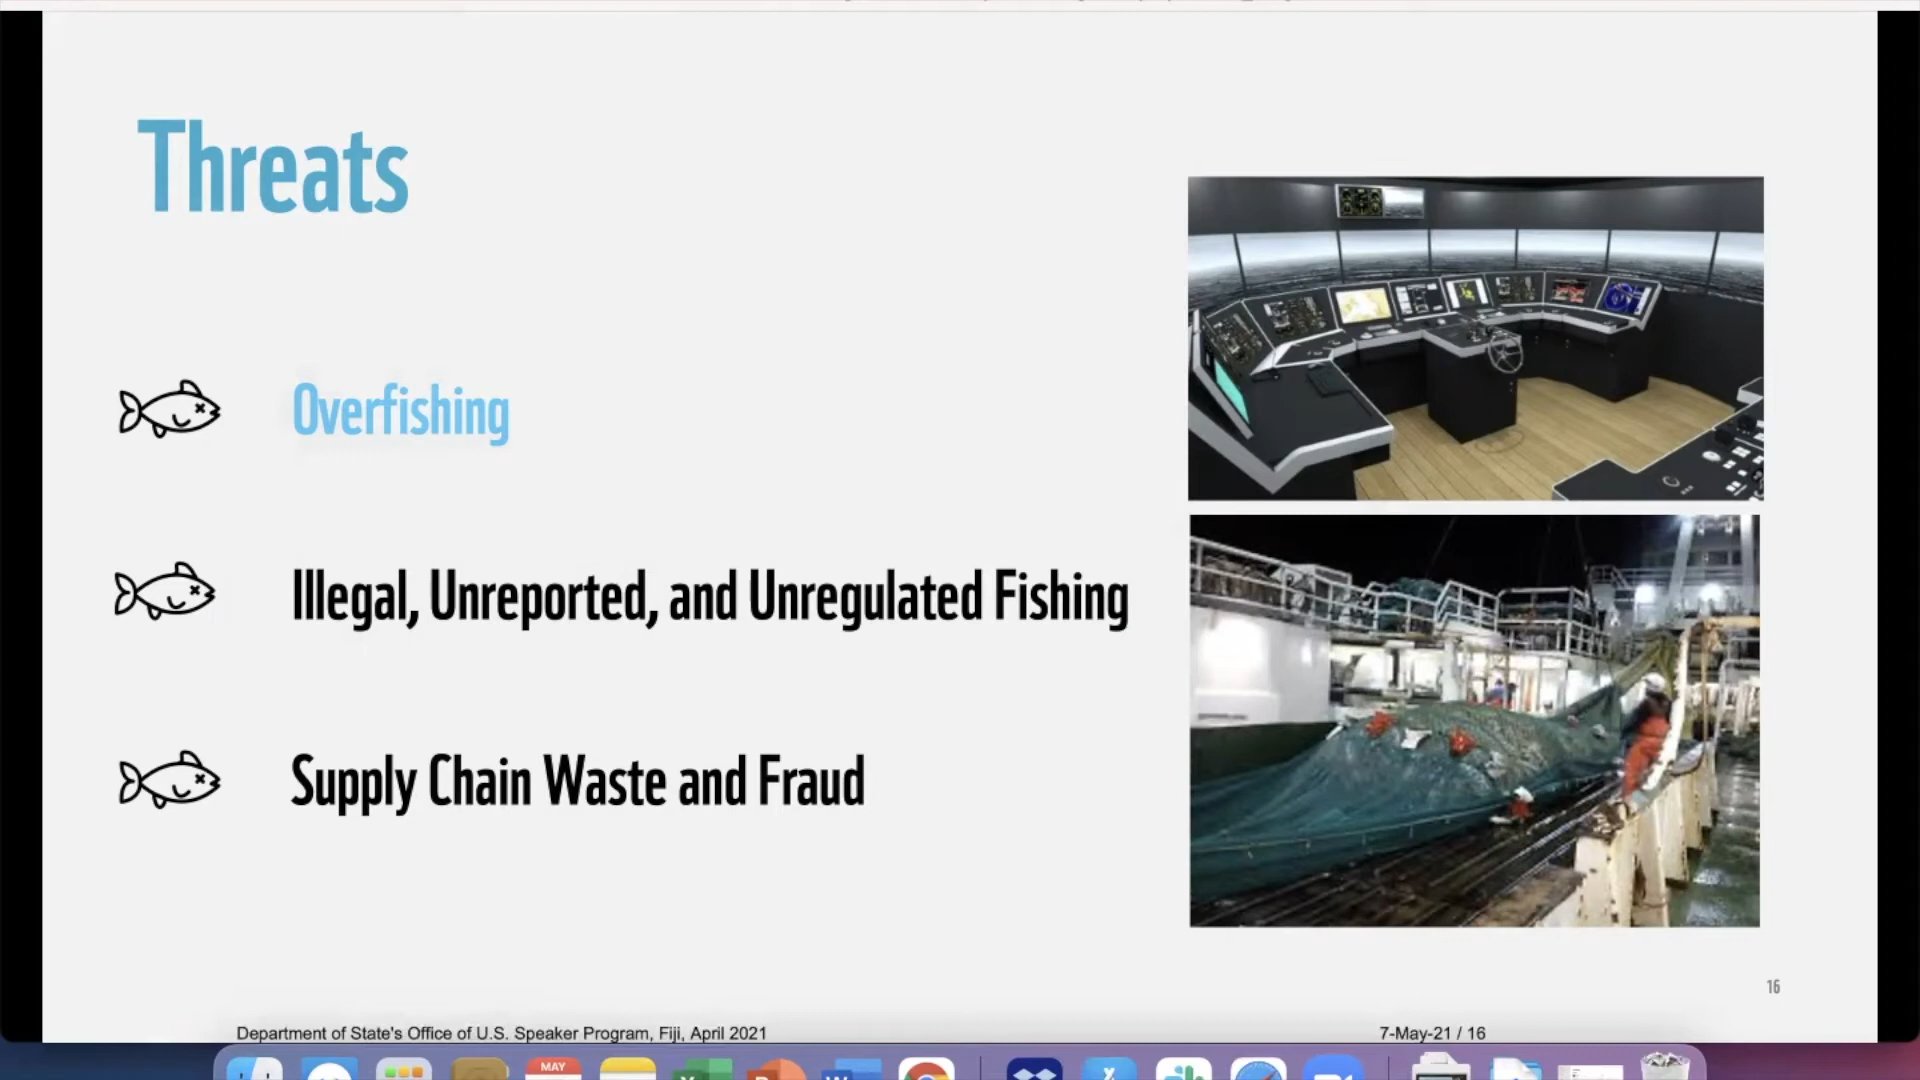 Threats
Overfishing
Illegal, Unreported, and Unregulated Fishing
Supply Chain Waste and Fraud
16
Department of State's Office of U.S. Speaker Program, Fiji, April 2021
7-May-21 / 16
MAY